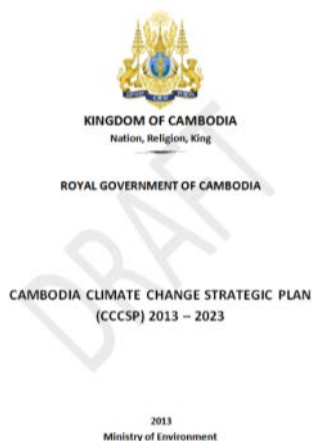 KINGDOM OF CAMBODIA
Nation, Religion, King
ROYAL GOVERNMENT OF CAMBODIA
DRAFT
CAMBODIA CLIMATE CHANGE STRATEGIC PLAN
(CCCSP) 2013 – 2023
2013
Ministry of Environment